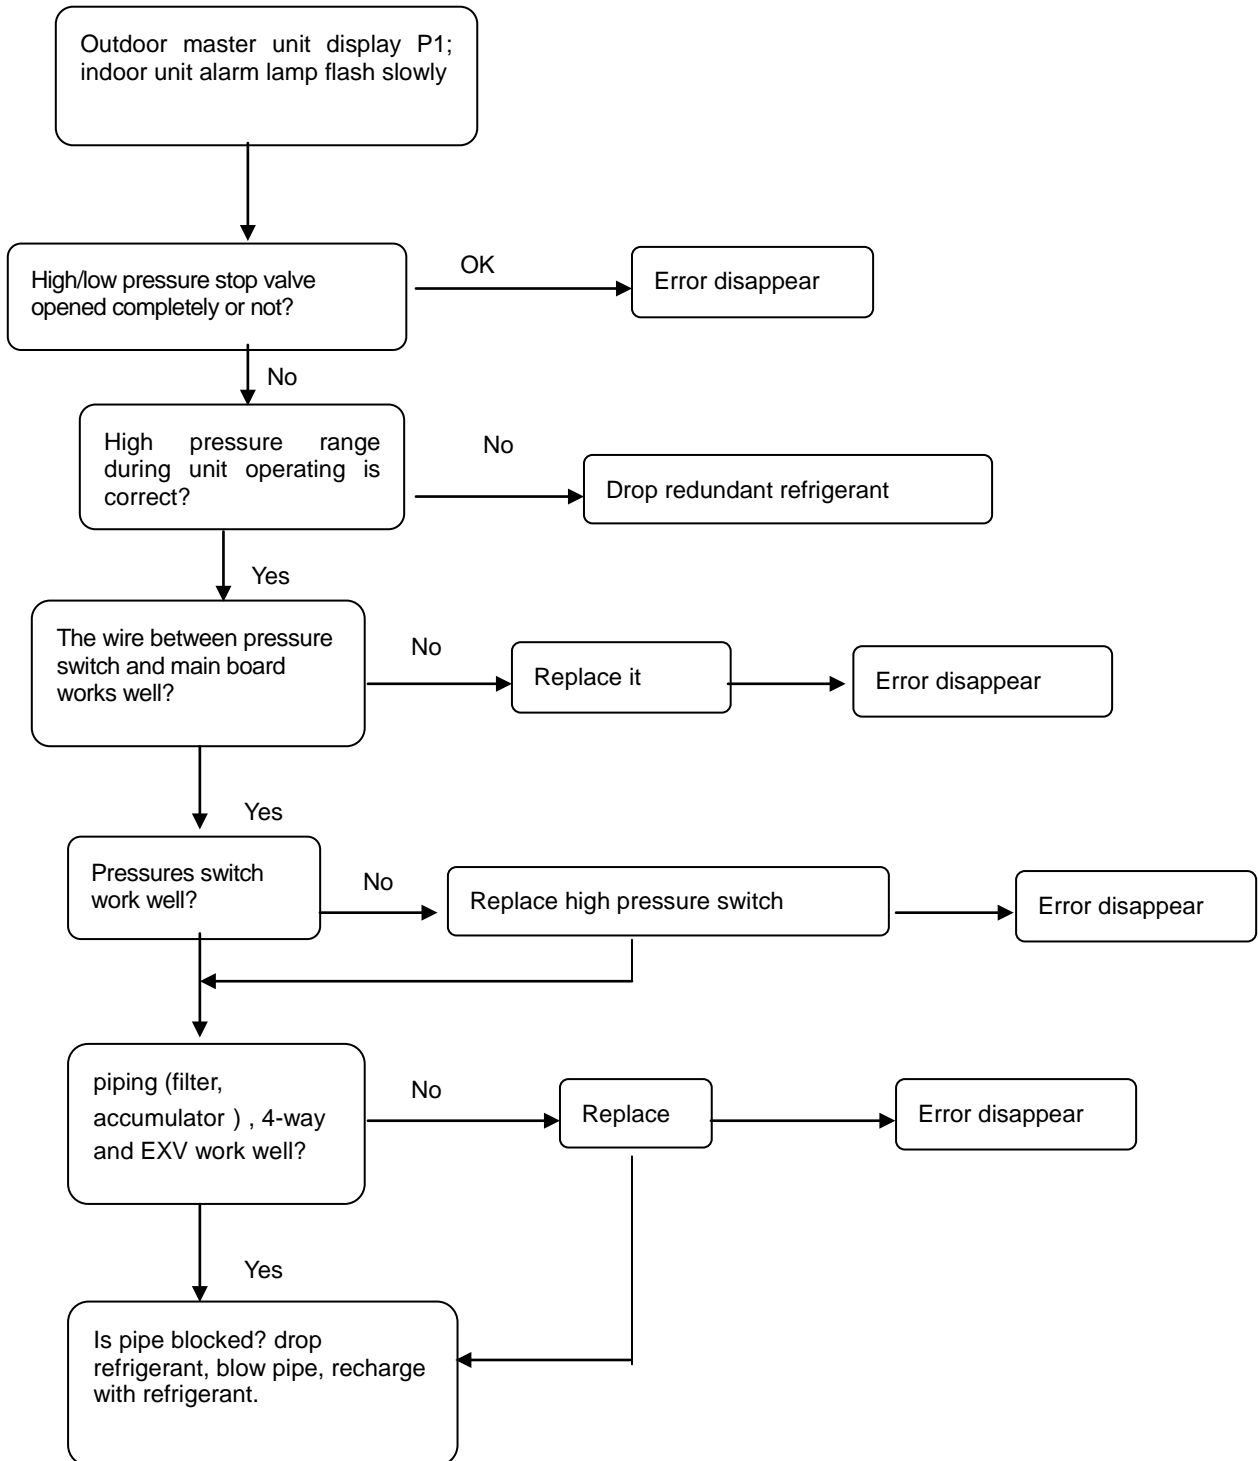 Outdoor master unit display P1;
indoor unit alarm lamp flash slowly
High/low pressure stop valve
opened completely or not?
OK
Error disappear
No
High pressure range
during unit operating is
correct?
No
Drop redundant refrigerant
Yes
The wire between pressure
switch and main board
works well?
No
Replace it
Error disappear
Yes
Pressures switch
work well?
No
Replace high pressure switch
Error disappear
piping (filter,
accumulator ) , 4-way
and EXV work well?
No
Replace
Error disappear
Yes
Is pipe blocked? drop
refrigerant, blow pipe, recharge
with refrigerant.